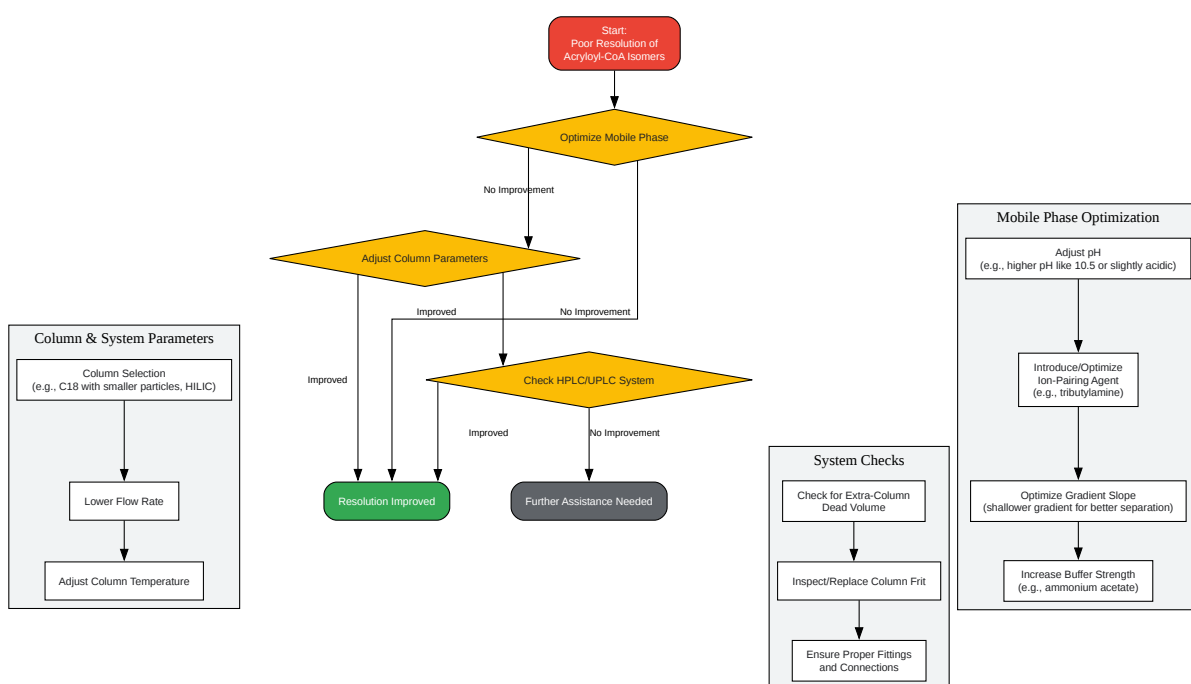 Start:
Poor Resolution of
Acryloyl-CoA Isomers
Optimize Mobile Phase
No Improvement
Adjust Column Parameters
Improved
No Improvement
Improved
Check HPLC/UPLC System
Improved
No Improvement
Resolution Improved
Further Assistance Needed
Column & System Parameters
Column Selection
(e.g., C18 with smaller particles, HILIC)
Lower Flow Rate
Adjust Column Temperature
System Checks
Check for Extra-Column
Dead Volume
Inspect/Replace Column Frit
Ensure Proper Fittings
and Connections
Mobile Phase Optimization
Adjust pH
(e.g., higher pH like 10.5 or slightly acidic)
Introduce/Optimize
Ion-Pairing Agent
(e.g., tributylamine)
Optimize Gradient Slope
(shallower gradient for better separation)
Increase Buffer Strength
(e.g., ammonium acetate)